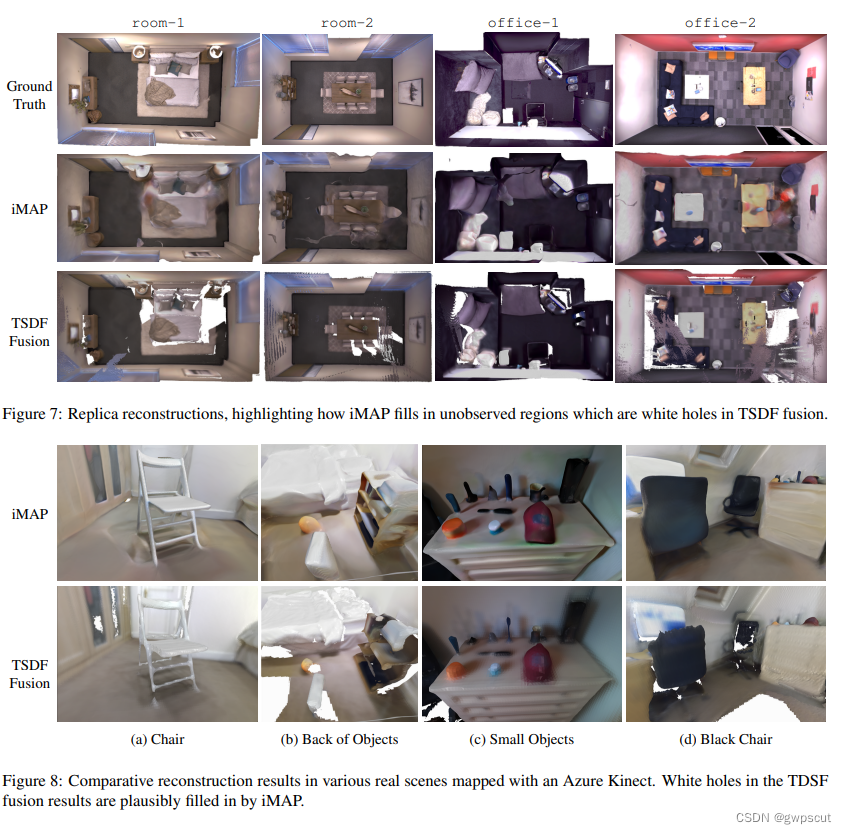 room-1 room-2 office-1 office-2
Ground
Truth
iMAP
TSDF
Fusion
Figure 7: Replica reconstructions, highlighting how iMAP fills in unobserved regions which are white holes in TSDF fusion.
iMAP
TSDF
Fusion
(a) Chair (b) Back of Objects (c) Small Objects (d) Black Chair
Figure 8: Comparative reconstruction results in various real scenes mapped with an Azure Kinect. White holes in the TDSF
fusion results are plausibly filled in by iMAP.
CSDN @gwpscut